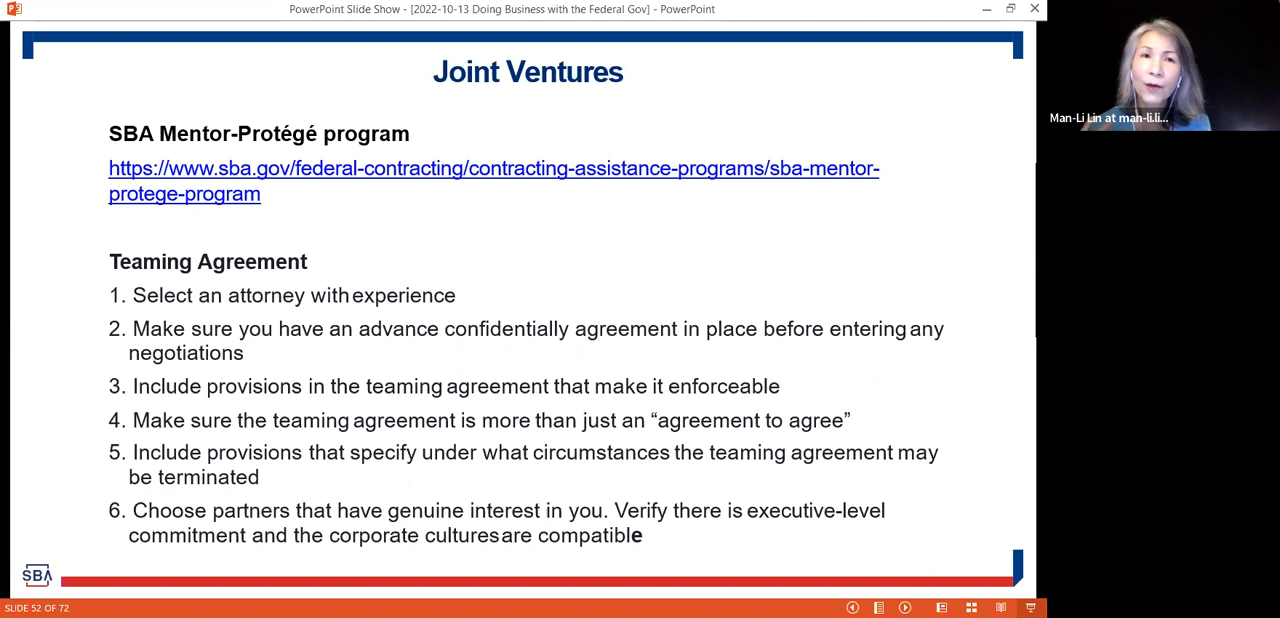 PowerPoint Slide Show - [2022-10-13 Doing Business with the Federal Gov] - PowerPoint
Joint Ventures
SBA Mentor-Protégé program
https://www.sba.gov/federal-contracting/contracting-assistance-programs/sba-mentor-
protege-program
Teaming Agreement
1. Select an attorney with experience
2. Make sure you have an advance confidentially agreement in place before entering any
negotiations
3. Include provisions in the teaming agreement that make it enforceable
4. Make sure the teaming agreement is more than just an “agreement to agree”
5. Include provisions that specify under what circumstances the teaming agreement may
be terminated
6. Choose partners that have genuine interest in you. Verify there is executive-level
commitment and the corporate cultures are compatible
SBA
SLIDE 52 OF 72
Man-Li Lin at man-li.li...